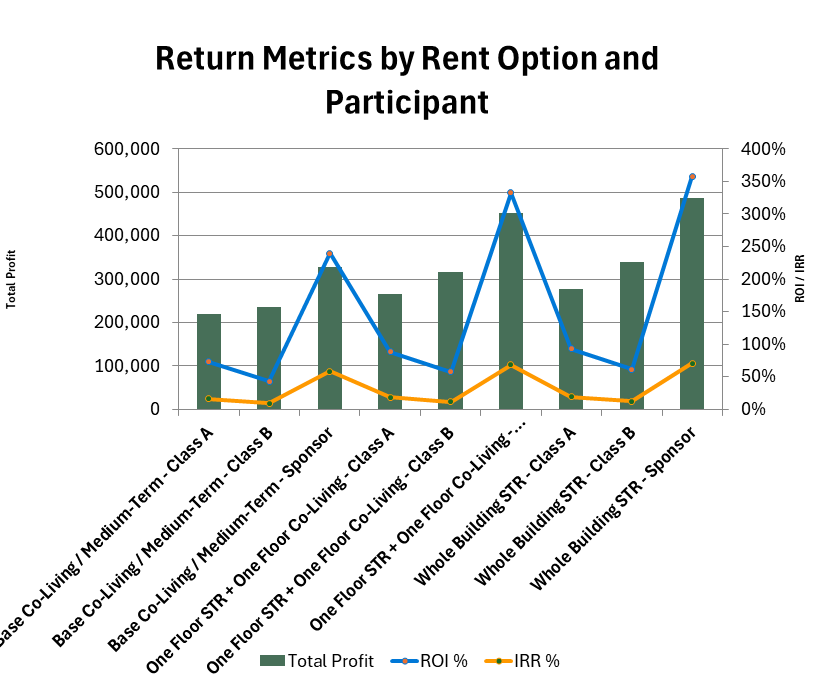 Return Metrics by Rent Option and
Participant
600,000
500,000
400,000
300,000
200,000
100,000
0
Total Profit
400%
350%
300%
250%
200%
150%
100%
50%
0%
ROI / IRR
Base Co-Living / Medium-Term - Class A
Base Co-Living / Medium-Term - Class B
Base Co-Living / Medium-Term - Sponsor
One Floor STR + One Floor Co-Living - Class A
One Floor STR + One Floor Co-Living - Class B
One Floor STR + One Floor Co-Living -...
Whole Building STR - Class A
Whole Building STR - Class B
Whole Building STR - Sponsor
Total Profit
ROI %
IRR %